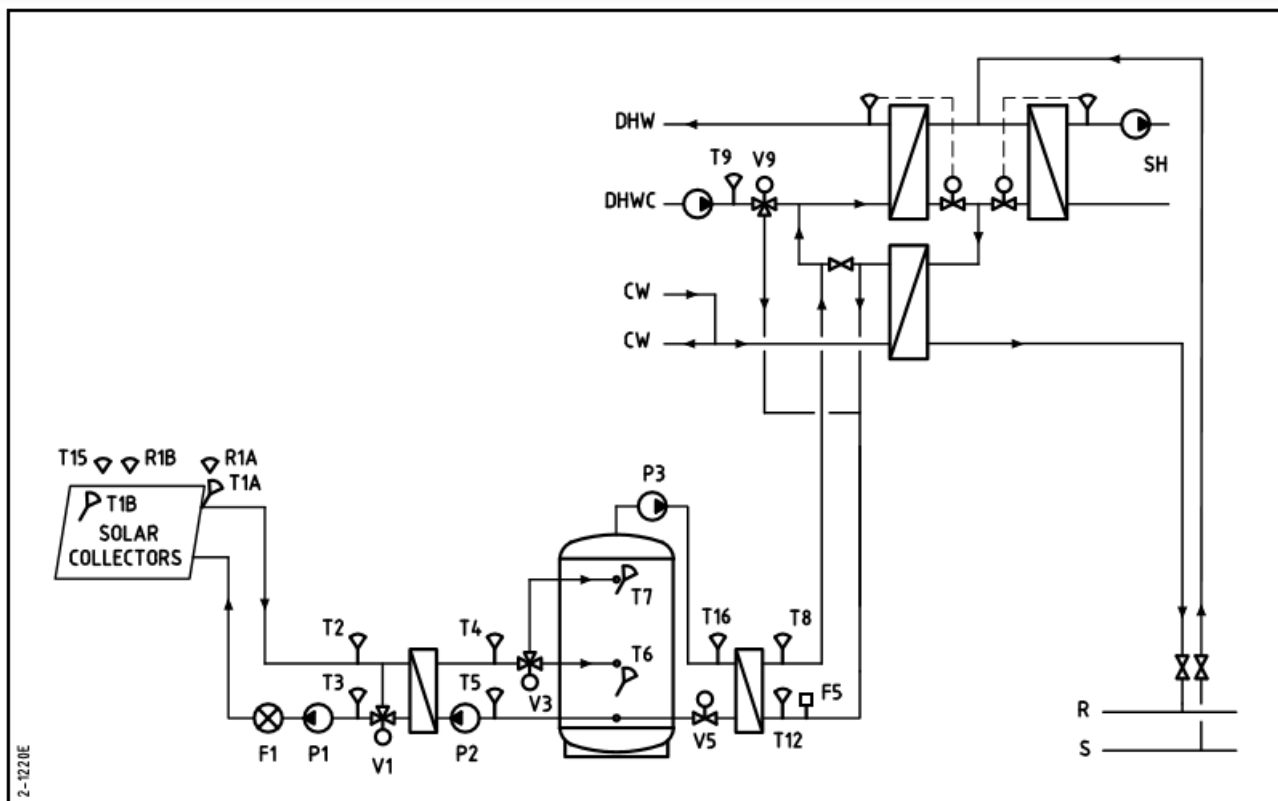 DHW
T9
V9
SH
DHWC
CW
CW
T15
R1B
R1A
T1A
T1B
SOLAR
COLLECTORS
P3
T7
T2
T4
T6
T16
T8
T3
T5
V3
F5
F1
P1
V1
P2
V5
T12
R
S
2-1220E